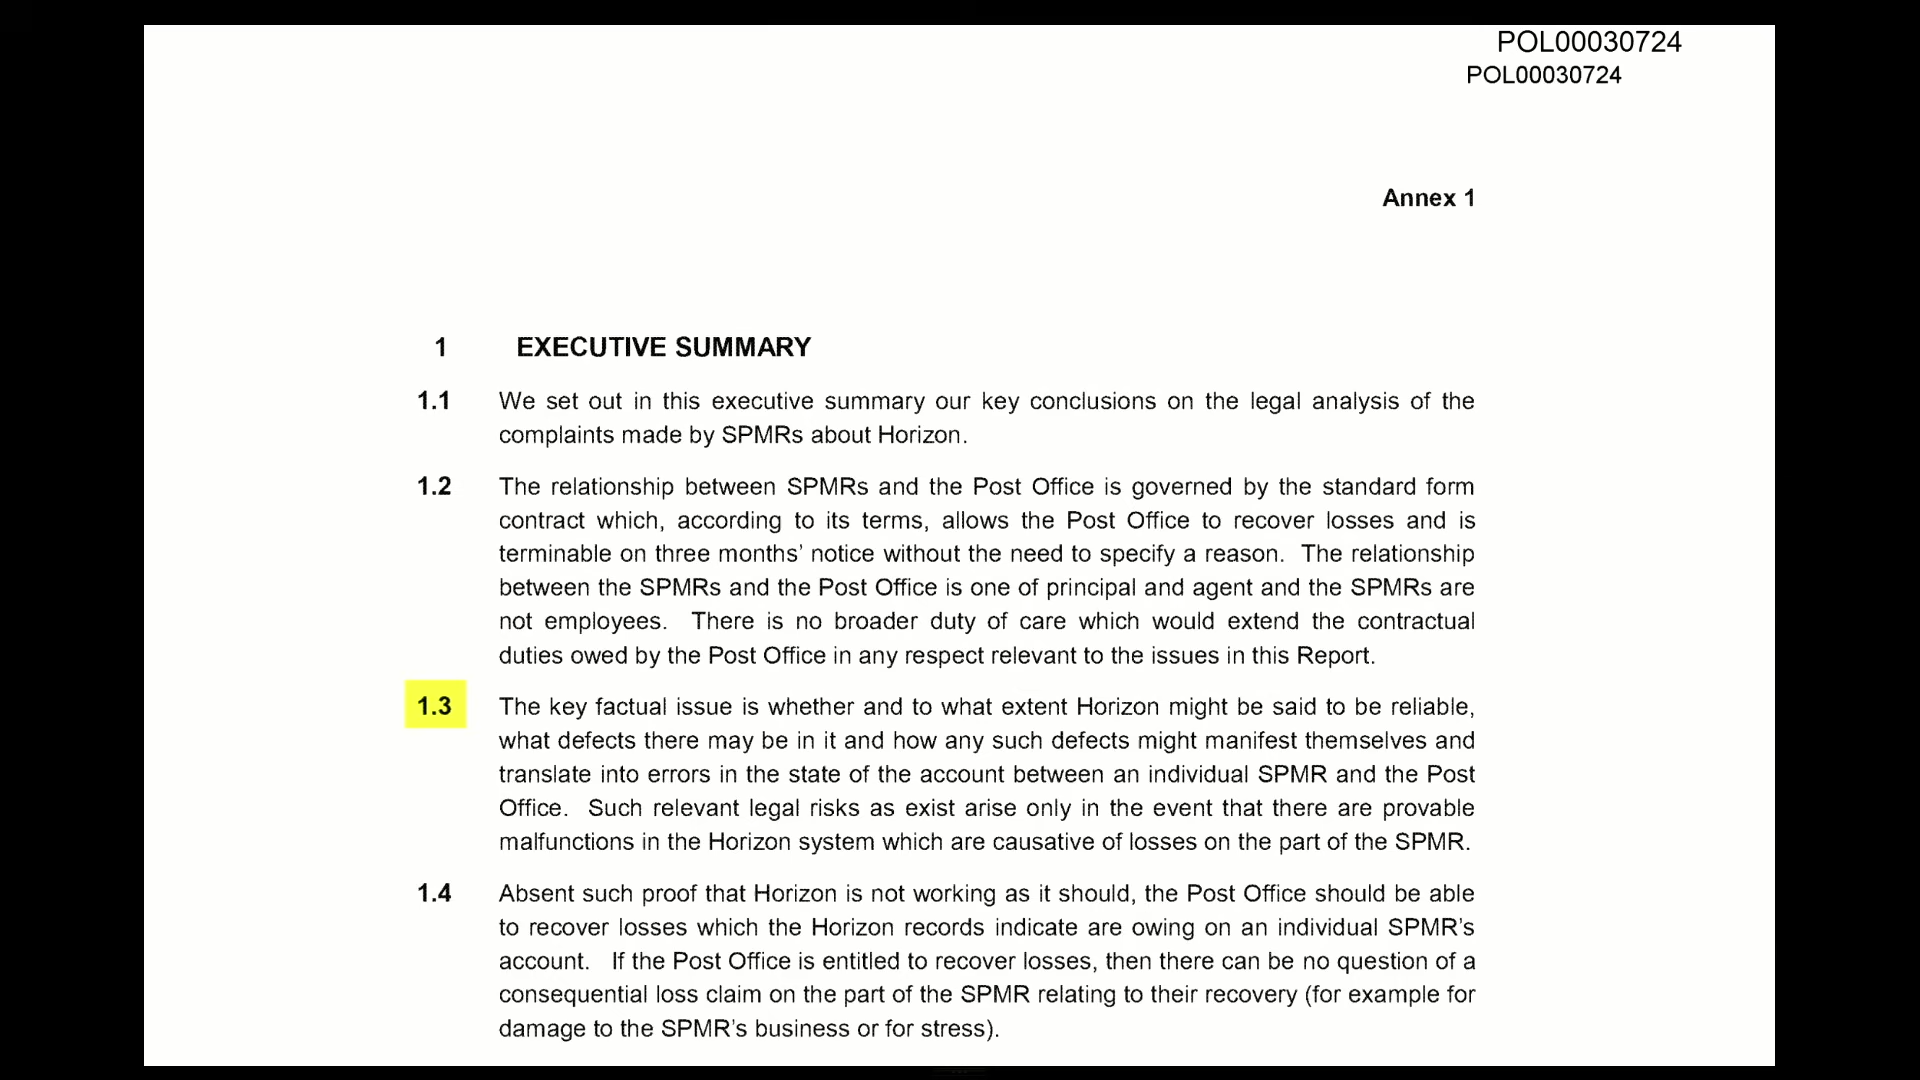 POL00030724
POL00030724
Annex 1
1 EXECUTIVE SUMMARY
1.1 We set out in this executive summary our key conclusions on the legal analysis of the
complaints made by SPMRs about Horizon.
1.2 The relationship between SPMRs and the Post Office is governed by the standard form
contract which, according to its terms, allows the Post Office to recover losses and is
terminable on three months’ notice without the need to specify a reason. The relationship
between the SPMRs and the Post Office is one of principal and agent and the SPMRs are
not employees. There is no broader duty of care which would extend the contractual
duties owed by the Post Office in any respect relevant to the issues in this Report.
1.3 The key factual issue is whether and to what extent Horizon might be said to be reliable,
what defects there may be in it and how any such defects might manifest themselves and
translate into errors in the state of the account between an individual SPMR and the Post
Office. Such relevant legal risks as exist arise only in the event that there are provable
malfunctions in the Horizon system which are causative of losses on the part of the SPMR.
1.4 Absent such proof that Horizon is not working as it should, the Post Office should be able
to recover losses which the Horizon records indicate are owing on an individual SPMR’s
account. If the Post Office is entitled to recover losses, then there can be no question of a
consequential loss claim on the part of the SPMR relating to their recovery (for example for
damage to the SPMR’s business or for stress).